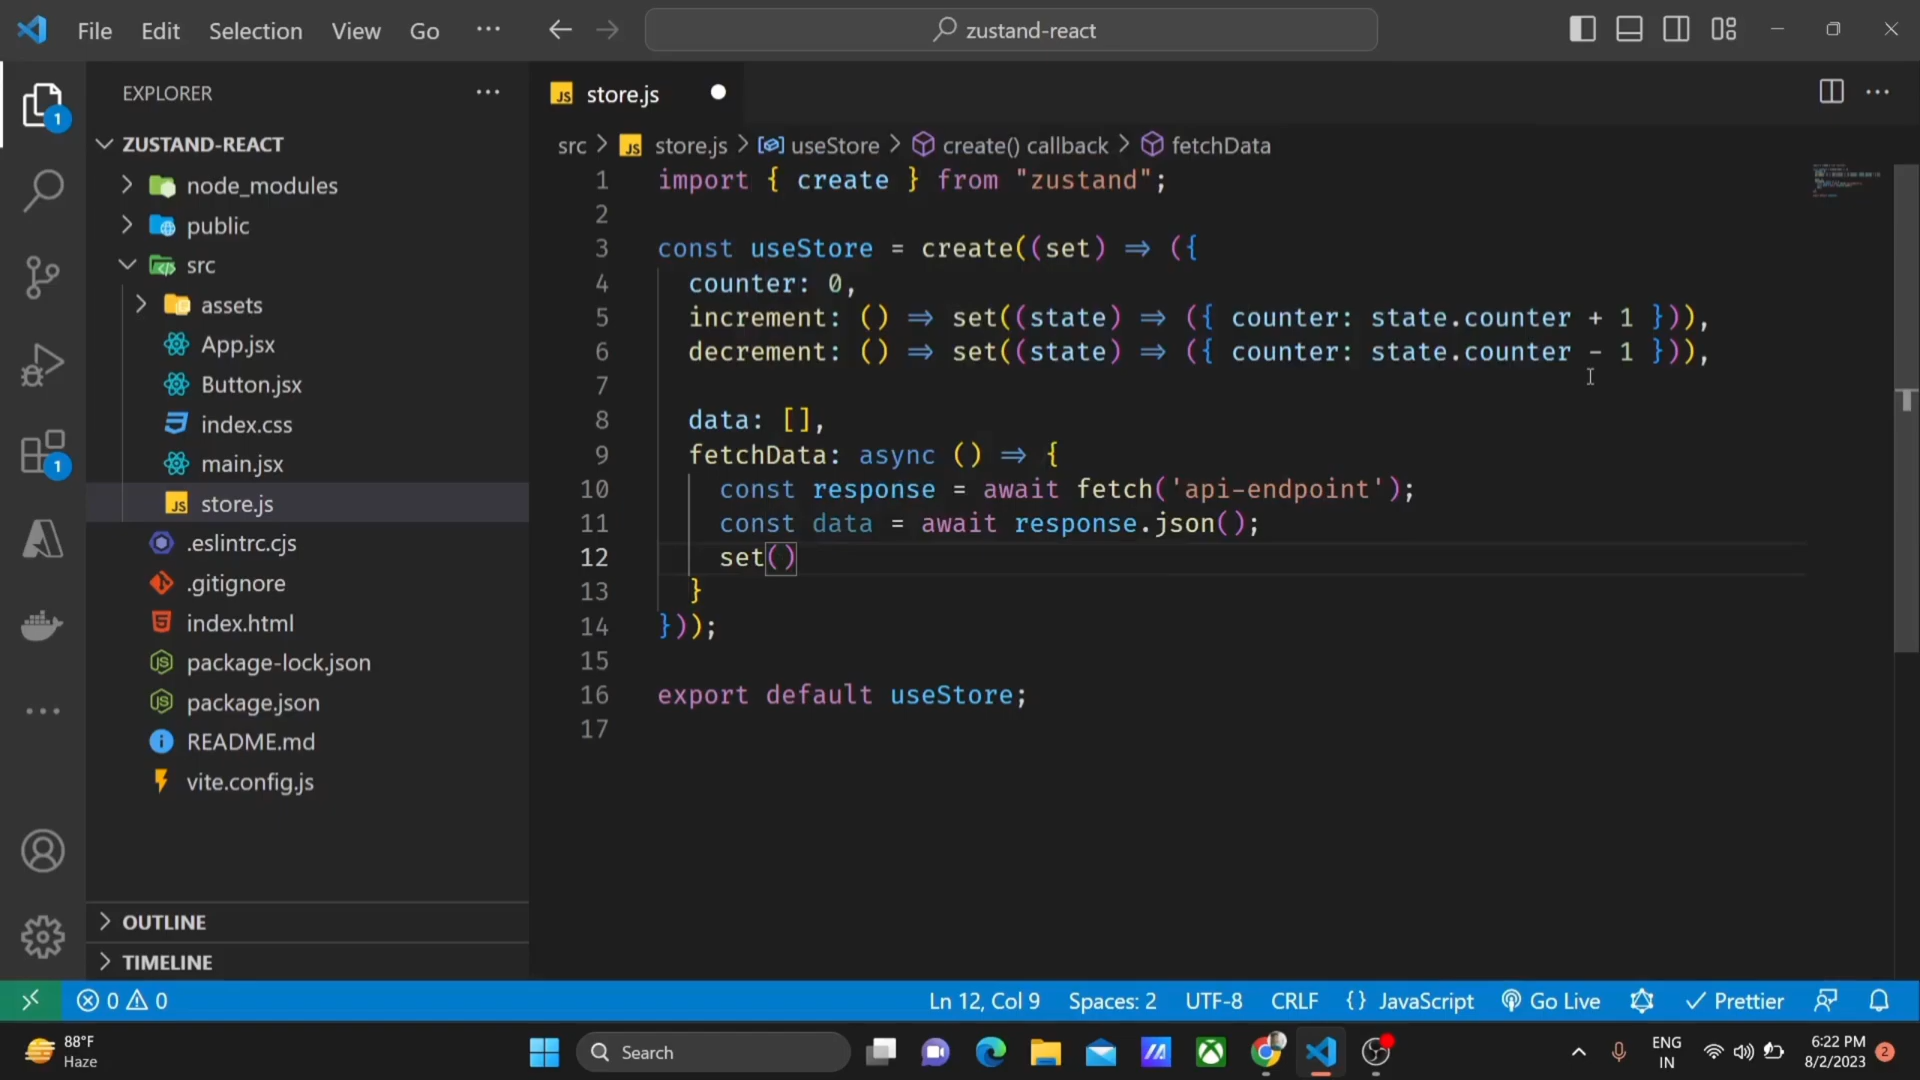 File Edit Selection View Go ··· zustand-react
EXPLORER ···
ZUSTAND-REACT
node_modules
public
src
assets
App.jsx
Button.jsx
index.css
main.jsx
store.js
.eslintrc.cjs
.gitignore
index.html
package-lock.json
package.json
README.md
vite.config.js
OUTLINE
TIMELINE
1
1
store.js
src > store.js > useStore > create() callback > fetchData
1 import { create } from "zustand";
2
3 const useStore = create((set) => ({
4 counter: 0,
5 increment: () => set((state) => ({ counter: state.counter + 1 })),
6 decrement: () => set((state) => ({ counter: state.counter - 1 })),
7
8 data: [],
9 fetchData: async () => {
10 const response = await fetch('api-endpoint');
11 const data = await response.json();
12 set()
13 }
14 }));
15
16 export default useStore;
17
0 0 Ln 12, Col 9 Spaces: 2 UTF-8 CRLF {} JavaScript Go Live Prettier
88°F
Haze
Search
ENG
IN
6:22 PM
8/2/2023
2